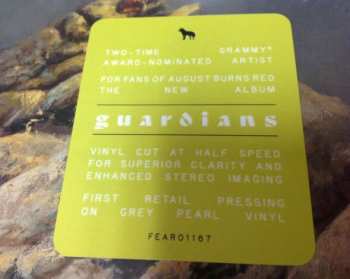 TWO-TIME GRAMMY®
AWARD-NOMINATED ARTIST
FOR FANS OF AUGUST BURNS RED
THE NEW ALBUM
guardians
VINYL CUT AT HALF SPEED
FOR SUPERIOR CLARITY AND
ENHANCED STEREO IMAGING
FIRST RETAIL PRESSING
ON GREY PEARL VINYL
FEAR01167